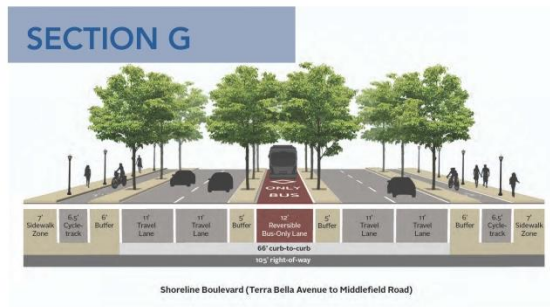 SECTION G
ONLY
BUS
7'
Sidewalk
Zone
6.5'
Cycle-
track
6'
Buffer
11'
Travel
Lane
11'
Travel
Lane
5'
Buffer
12'
Reversible
Bus-Only Lane
5'
Buffer
11'
Travel
Lane
11'
Travel
Lane
6'
Buffer
6.5'
Cycle-
track
7'
Sidewalk
Zone
66' curb-to-curb
105' right-of-way
Shoreline Boulevard (Terra Bella Avenue to Middlefield Road)